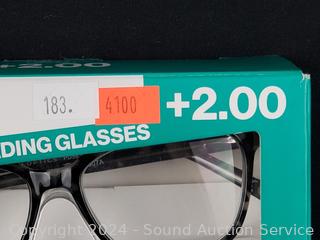 +2.00
183.
4100
+2.00
DING GLASSES
Copyright 2024 - Sound Auction Service